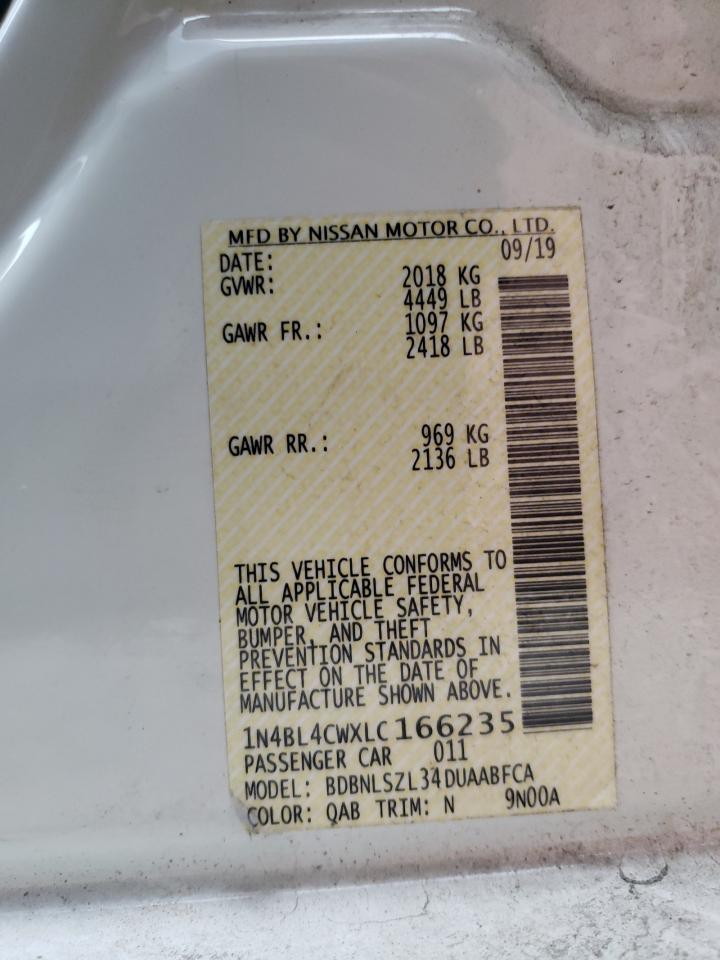 MFD BY NISSAN MOTOR CO., LTD.
DATE: 09/19
GVWR: 2018 KG
4449 LB
GAWR FR.: 1097 KG
2418 LB
GAWR RR.: 969 KG
2136 LB
THIS VEHICLE CONFORMS TO
ALL APPLICABLE FEDERAL
MOTOR VEHICLE SAFETY,
BUMPER, AND THEFT
PREVENTION STANDARDS IN
EFFECT ON THE DATE OF
MANUFACTURE SHOWN ABOVE.
1N4BL4CWXLC166235
PASSENGER CAR 011
MODEL: BDBNLSZL34DUAABFCA
COLOR: QAB TRIM: N 9N00A